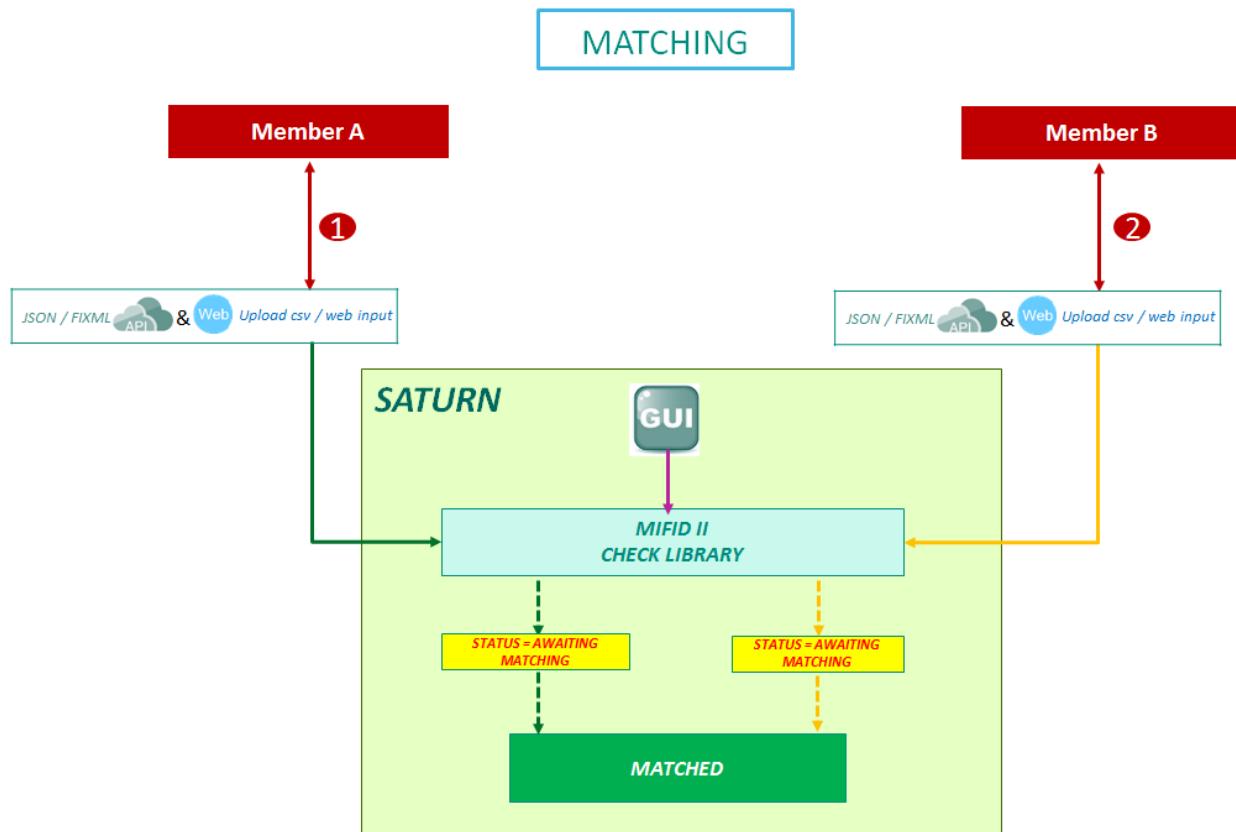 MATCHING
Member A
Member B
1
2
JSON / FIXML API & Web Upload csv / web input
JSON / FIXML API & Web Upload csv / web input
SATURN
GUI
MIFID II
CHECK LIBRARY
STATUS = AWAITING
MATCHING
STATUS = AWAITING
MATCHING
MATCHED